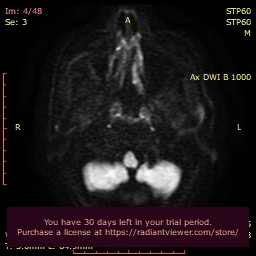 Im: 4/48
STP60
Se: 3
STP60
M
A
Ax DWI B 1000
R
L
P
You have 30 days left in your trial period.
Purchase a license at https://radiantviewer.com/store/